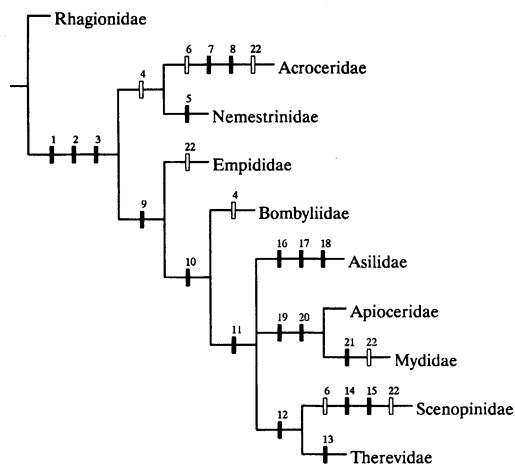 Rhagionidae
6 7 8 22
4 Acroceridae
5
1 2 3 Nemestrinidae
22
Empididae
9 4
Bombyliidae
10 16 17 18
Asilidae
11 19 20 Apioceridae
21 22
Mydidae
6 14 15 22
12 Scenopinidae
13
Therevidae